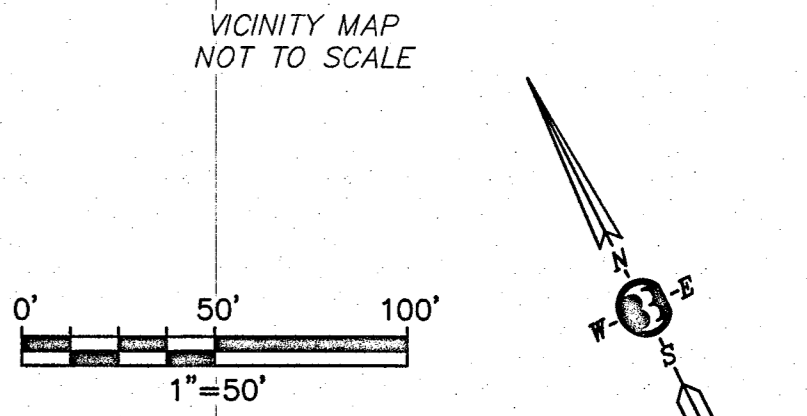 VICINITY MAP
NOT TO SCALE
0' 50' 100'
1"=50'
N
W
E
S